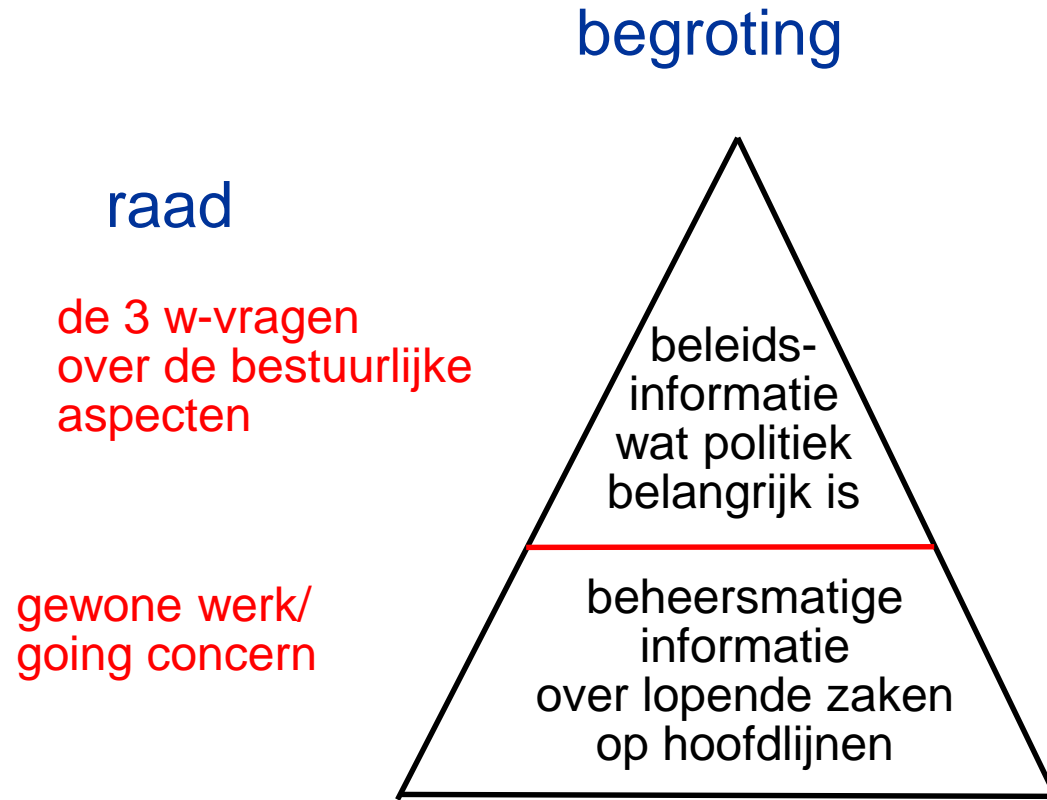 begroting
raad
de 3 w-vragen
over de bestuurlijke
aspecten
beleids-
informatie
wat politiek
belangrijk is
gewone werk/
going concern
beheersmatige
informatie
over lopende zaken
op hoofdlijnen